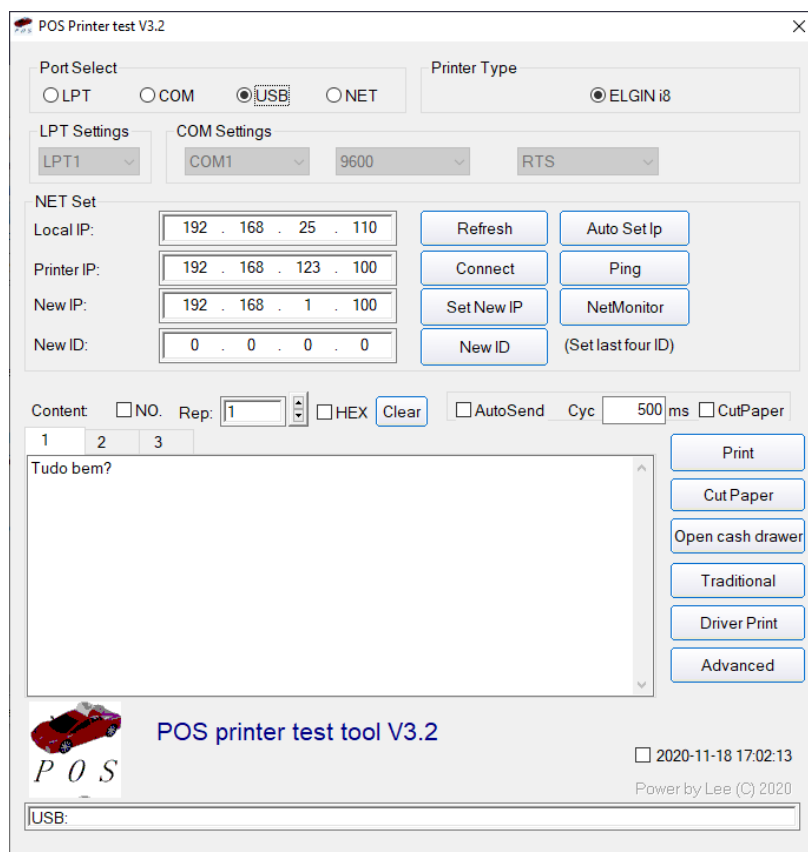 POS Printer test V3.2
Port Select
LPT COM USB NET
Printer Type
ELGIN i8
LPT Settings
LPT1
COM Settings
COM1 9600 RTS
NET Set
Local IP: 192 . 168 . 25 . 110 Refresh Auto Set Ip
Printer IP: 192 . 168 . 123 . 100 Connect Ping
New IP: 192 . 168 . 1 . 100 Set New IP NetMonitor
New ID: 0 . 0 . 0 . 0 New ID (Set last four ID)
Content: NO. Rep: 1 HEX Clear AutoSend Cyc 500 ms CutPaper
1 2 3
Tudo bem?
Print
Cut Paper
Open cash drawer
Traditional
Driver Print
Advanced
POS
POS printer test tool V3.2
2020-11-18 17:02:13
Power by Lee (C) 2020
USB: